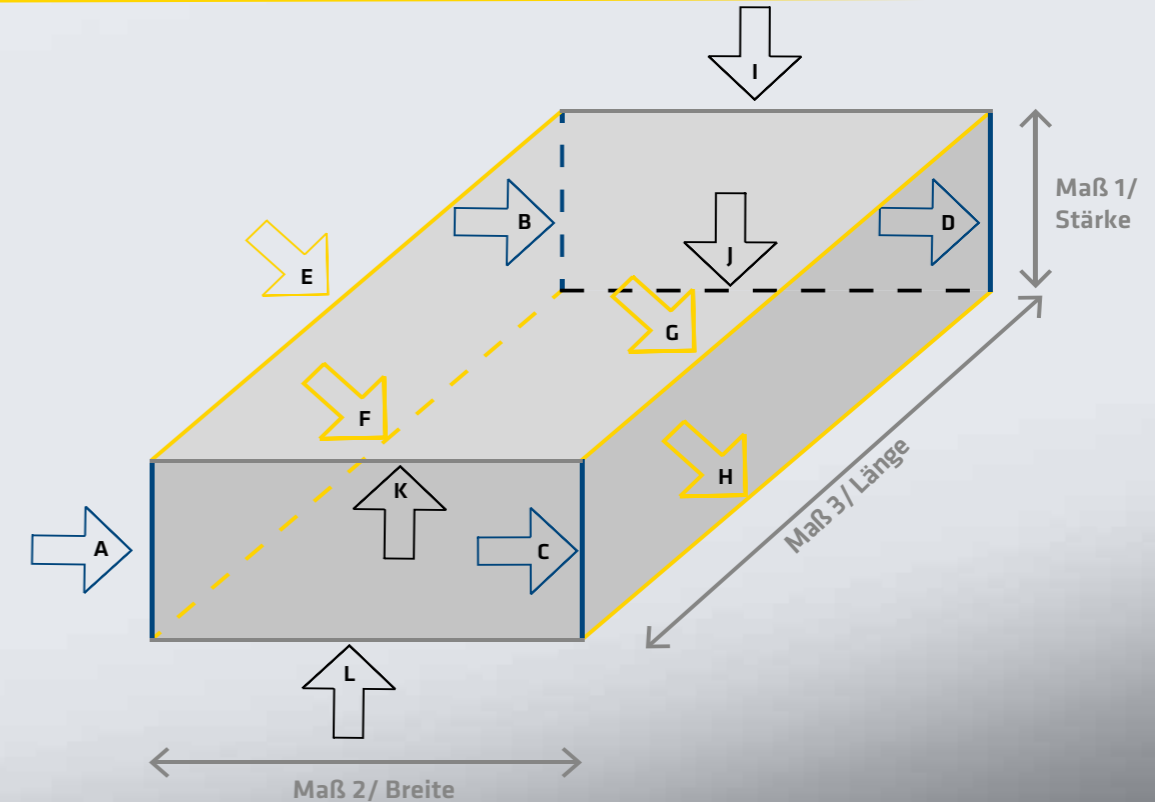 I
Maß 1/
Stärke
B
D
J
E
G
F
H
K
A
C
Maß 3/ Länge
L
Maß 2/ Breite